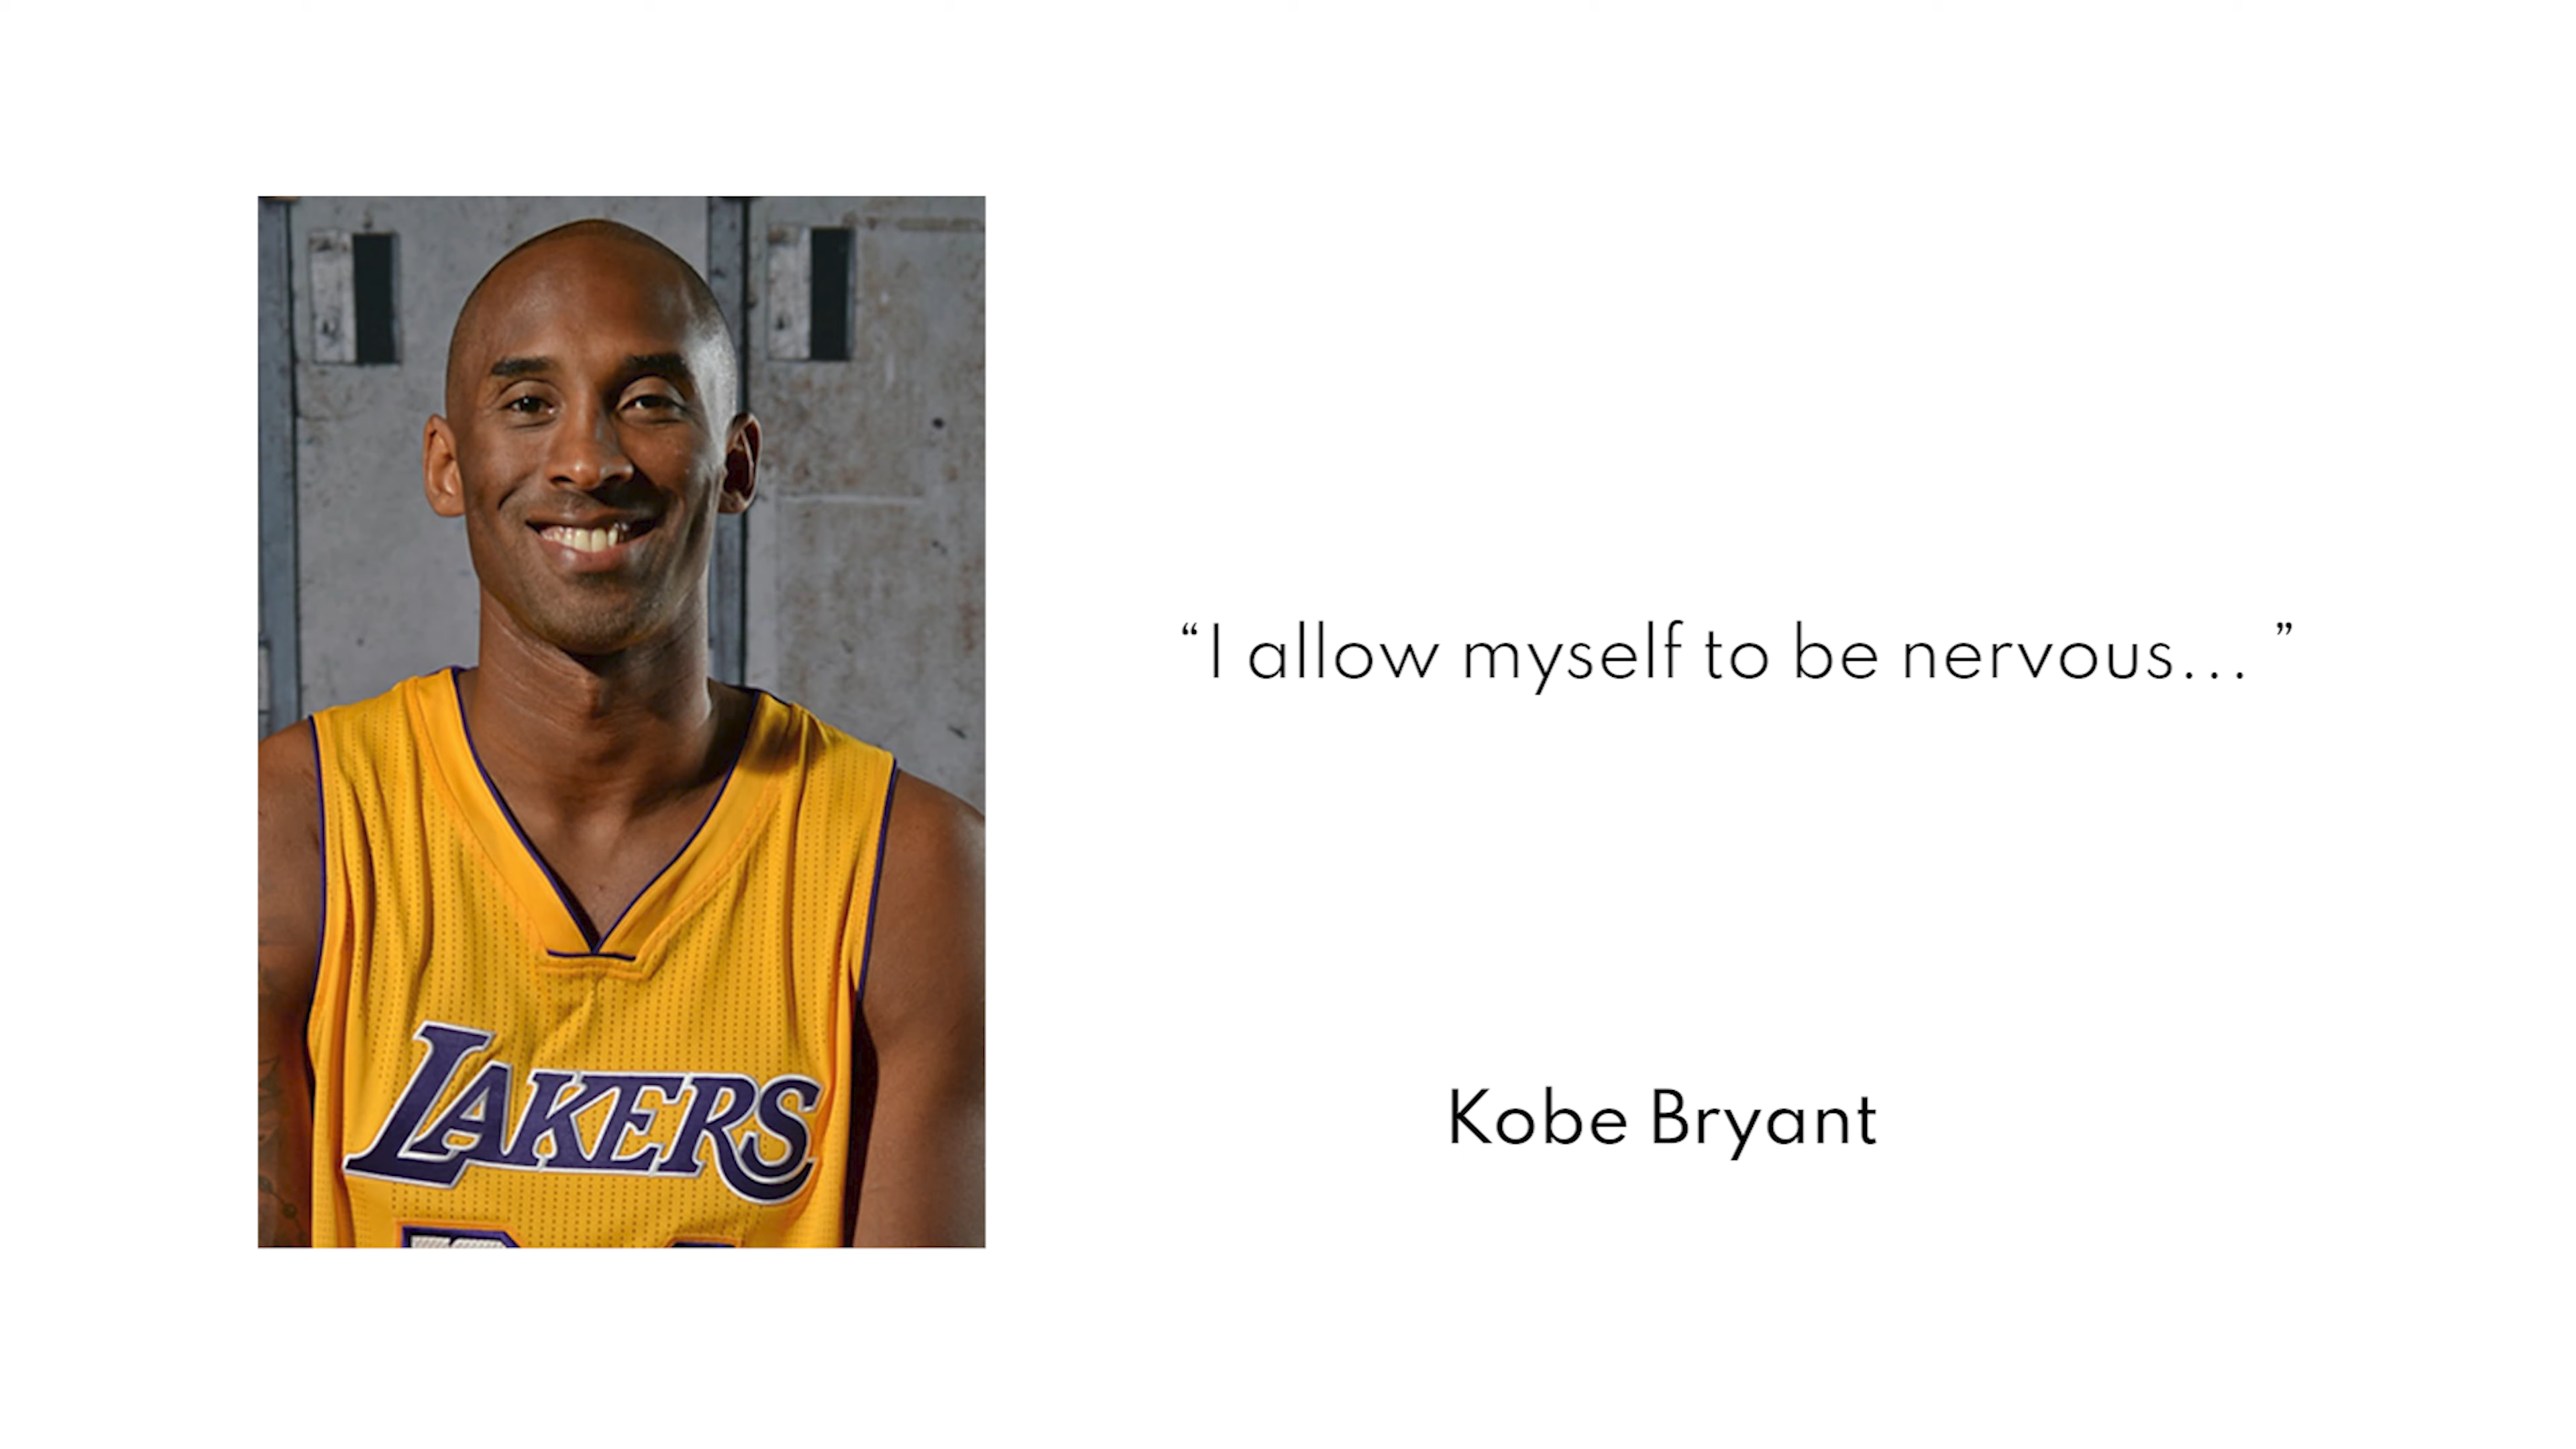 “I allow myself to be nervous... ”
Kobe Bryant
LAKERS